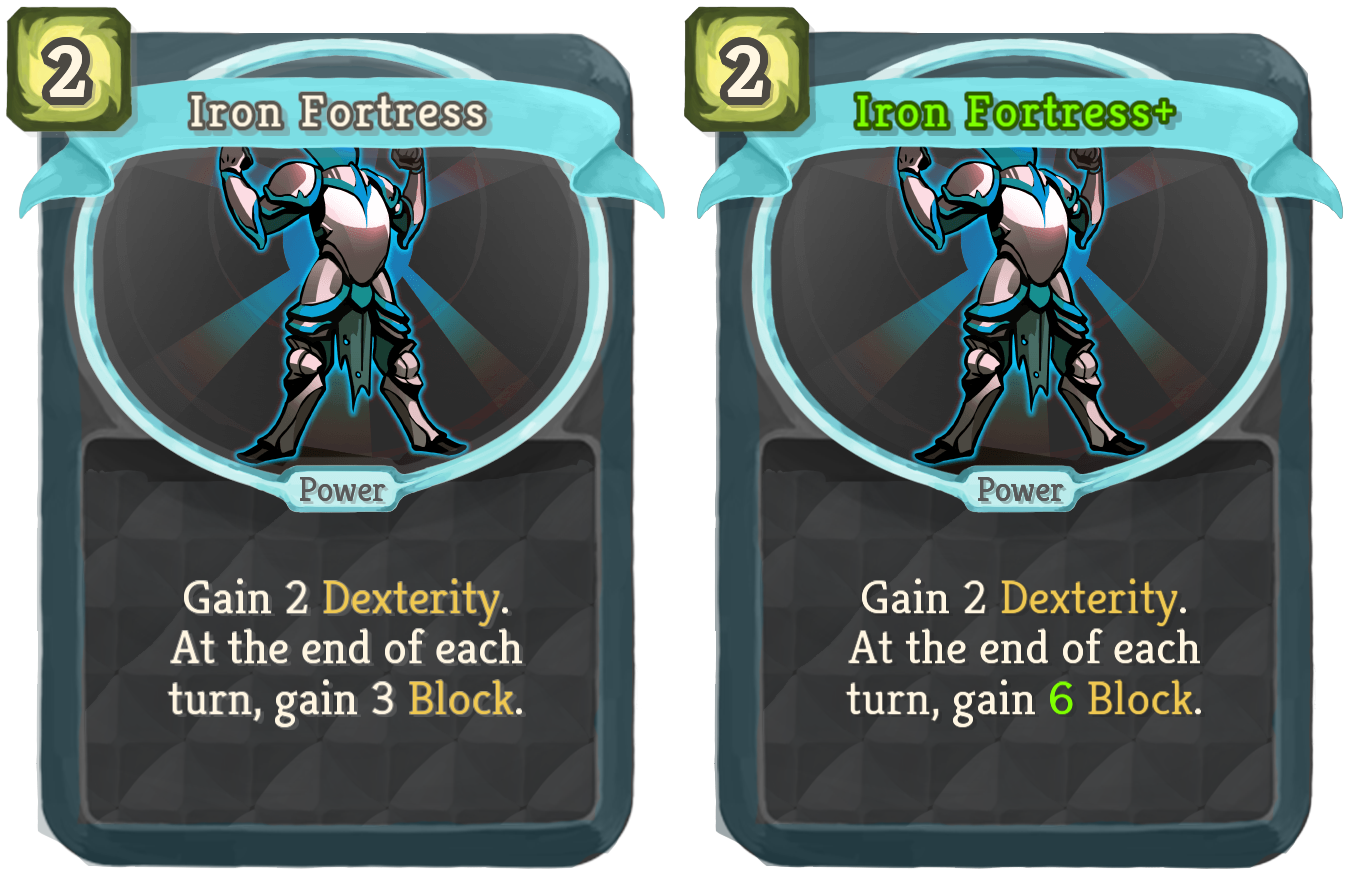 2
Iron Fortress
Power
Gain 2 Dexterity.
At the end of each
turn, gain 3 Block.
2
Iron Fortress+
Power
Gain 2 Dexterity.
At the end of each
turn, gain 6 Block.